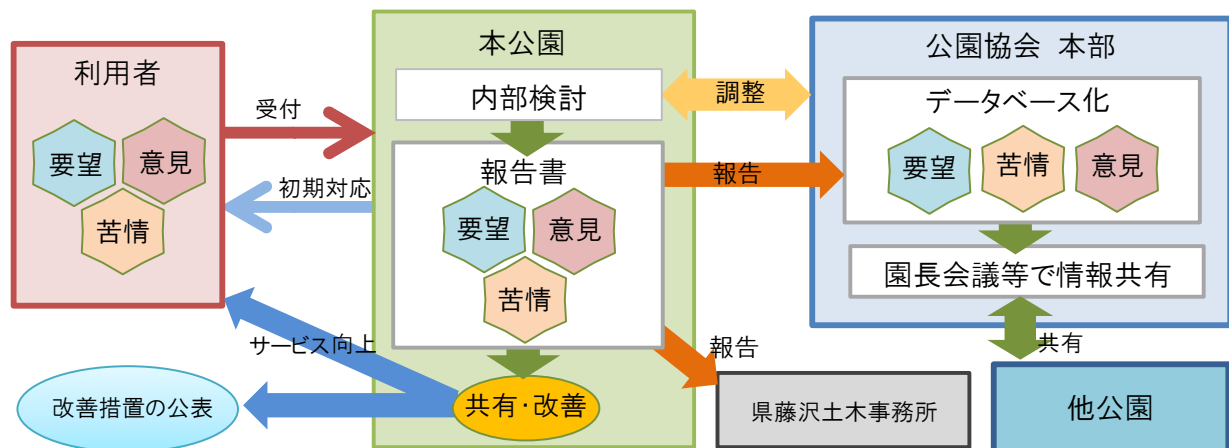 利用者
要望
意見
苦情
受付
初期対応
サービス向上
改善措置の公表
本公園
内部検討
報告書
要望
意見
苦情
共有・改善
調整
報告
報告
県藤沢土木事務所
公園協会 本部
データベース化
要望
苦情
意見
園長会議等で情報共有
共有
他公園